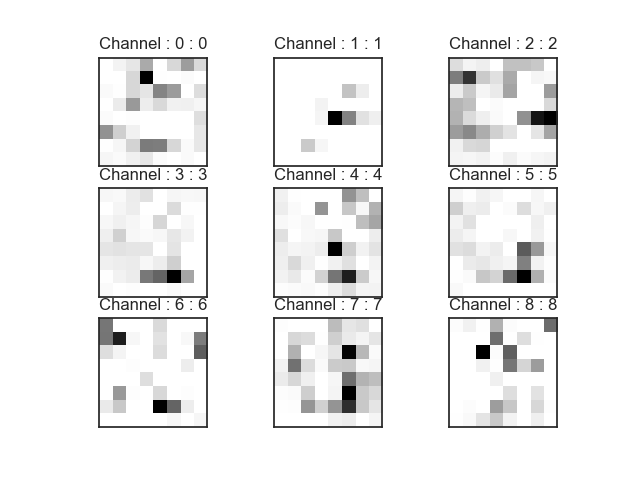 Channel : 0 : 0
Channel : 1 : 1
Channel : 2 : 2
Channel : 3 : 3
Channel : 4 : 4
Channel : 5 : 5
Channel : 6 : 6
Channel : 7 : 7
Channel : 8 : 8